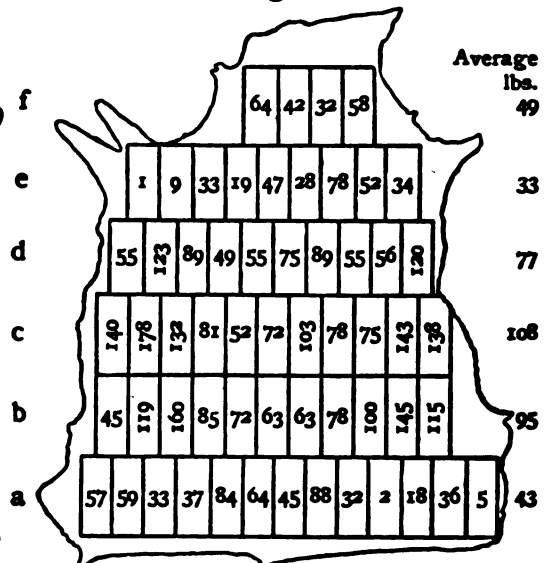 Average
lbs.
f 64 42 32 58 49
e 1 9 33 19 47 28 78 52 34 33
d 55 123 89 49 55 75 89 55 56 120 77
c 140 178 132 81 52 72 103 78 75 143 138 108
b 45 119 160 85 72 63 63 78 100 145 115 95
a 57 59 33 37 84 64 45 88 32 2 18 36 5 43